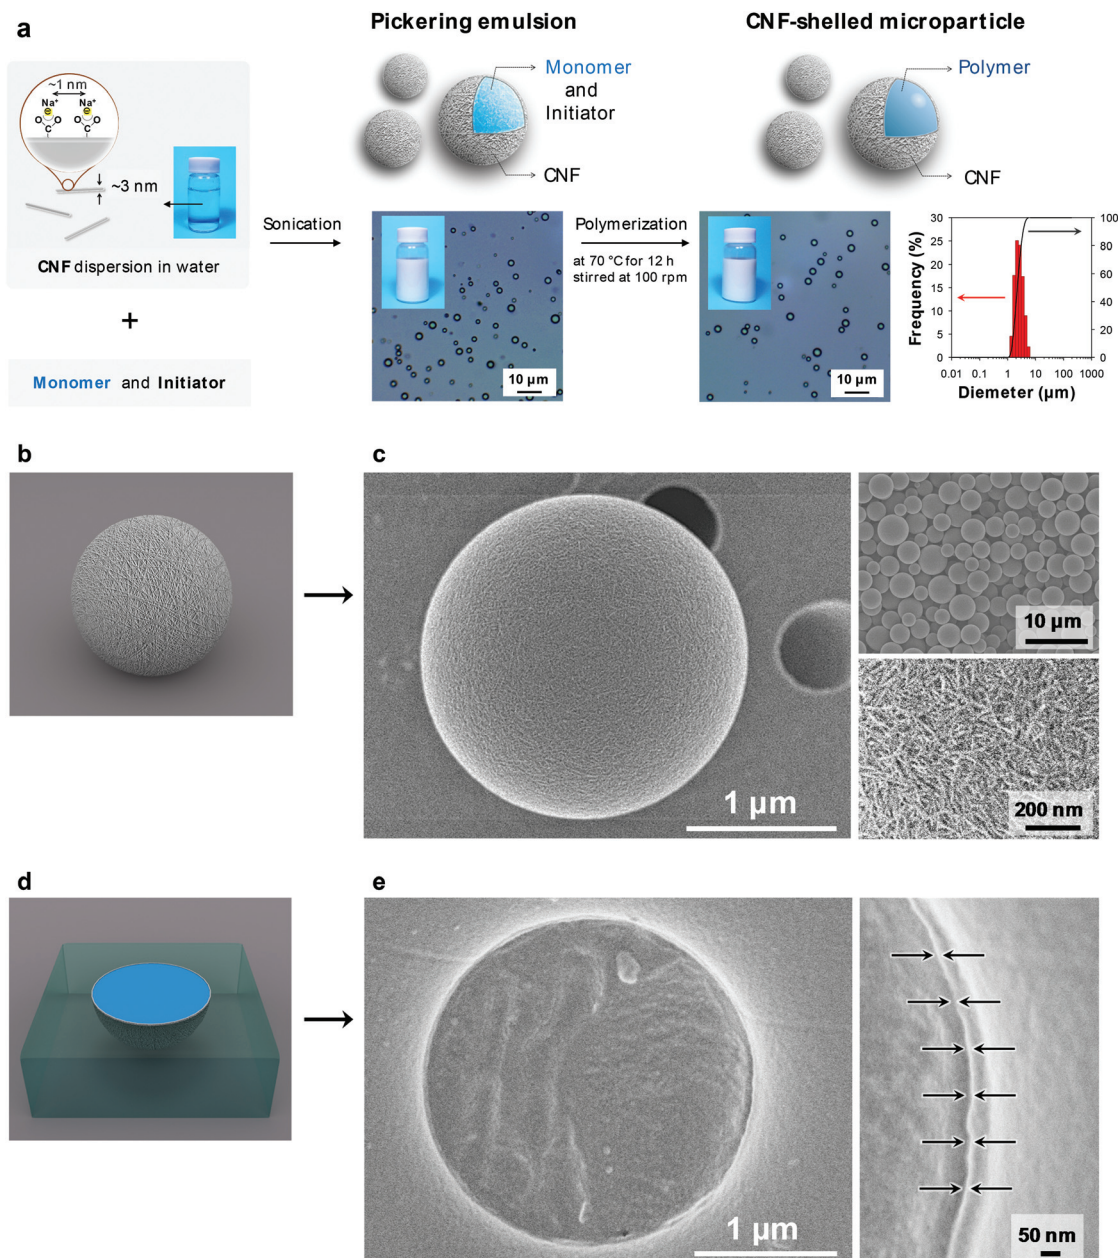 a
Pickering emulsion
CNF-shelled microparticle
~1 nm
Na⁺ Na⁺
O O O O
C C
~3 nm
CNF dispersion in water
+
Monomer and Initiator
Monomer
and
Initiator
CNF
Polymer
CNF
Sonication
10 µm
Polymerization
at 70 °C for 12 h
stirred at 100 rpm
10 µm
Frequency (%)
30
25
20
15
10
5
0
100
80
60
40
20
0
0.01 0.1 1 10 100 1000
Diemeter (µm)
b
c
1 µm
10 µm
200 nm
d
e
1 µm
50 nm